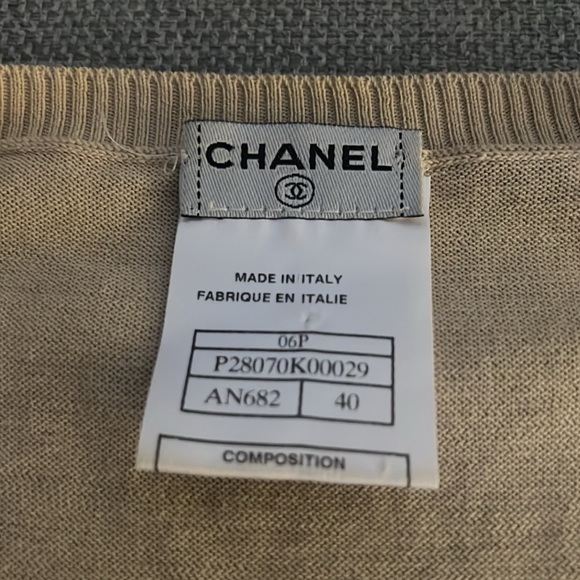 CHANEL
MADE IN ITALY
FABRIQUE EN ITALIE
06P
P28070K00029
AN682 40
COMPOSITION